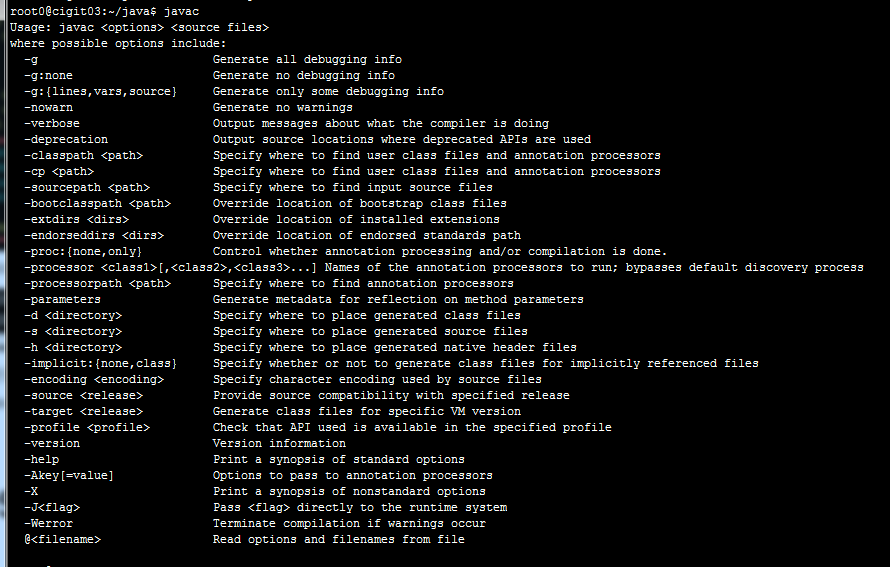 root0@cigit03:~/java$ javac
Usage: javac <options> <source files>
where possible options include:
  -g                         Generate all debugging info
  -g:none                    Generate no debugging info
  -g:{lines,vars,source}     Generate only some debugging info
  -nowarn                    Generate no warnings
  -verbose                   Output messages about what the compiler is doing
  -deprecation               Output source locations where deprecated APIs are used
  -classpath <path>          Specify where to find user class files and annotation processors
  -cp <path>                 Specify where to find user class files and annotation processors
  -sourcepath <path>         Specify where to find input source files
  -bootclasspath <path>      Override location of bootstrap class files
  -extdirs <dirs>            Override location of installed extensions
  -endorseddirs <dirs>       Override location of endorsed standards path
  -proc:{none,only}          Control whether annotation processing and/or compilation is done.
  -processor <class1>[,<class2>,<class3>...] Names of the annotation processors to run; bypasses default discovery process
  -processorpath <path>      Specify where to find annotation processors
  -parameters                Generate metadata for reflection on method parameters
  -d <directory>             Specify where to place generated class files
  -s <directory>             Specify where to place generated source files
  -h <directory>             Specify where to place generated native header files
  -implicit:{none,class}     Specify whether or not to generate class files for implicitly referenced files
  -encoding <encoding>       Specify character encoding used by source files
  -source <release>          Provide source compatibility with specified release
  -target <release>          Generate class files for specific VM version
  -profile <profile>         Check that API used is available in the specified profile
  -version                   Version information
  -help                      Print a synopsis of standard options
  -Akey[=value]              Options to pass to annotation processors
  -X                         Print a synopsis of nonstandard options
  -J<flag>                   Pass <flag> directly to the runtime system
  -Werror                    Terminate compilation if warnings occur
  @<filename>                Read options and filenames from file